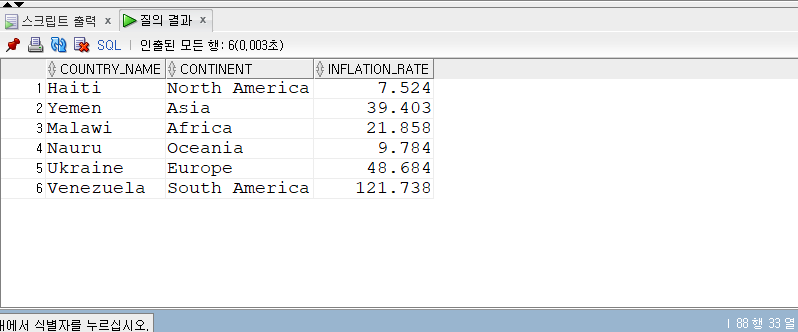 스크립트 출력 x 질의 결과 x
SQL | 인출된 모든 행: 6(0,003초)
COUNTRY_NAME CONTINENT INFLATION_RATE
1 Haiti North America 7.524
2 Yemen Asia 39.403
3 Malawi Africa 21.858
4 Nauru Oceania 9.784
5 Ukraine Europe 48.684
6 Venezuela South America 121.738
에서 식별자를 누르십시오, | 88 행 33 열